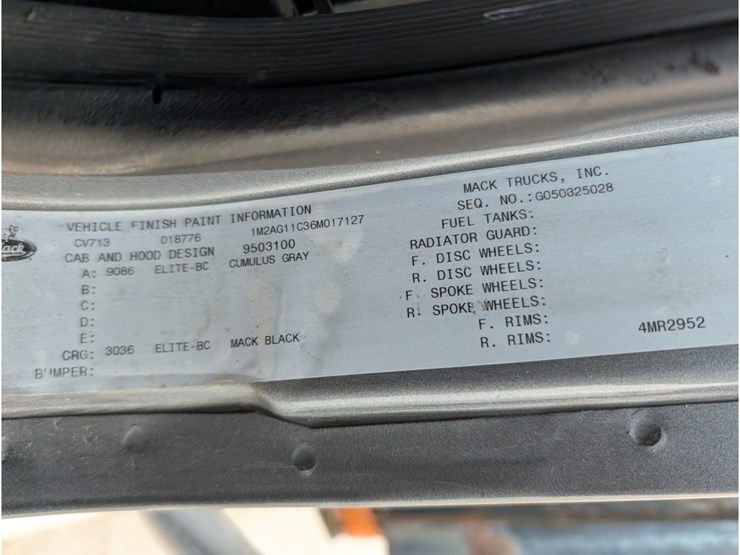 Mack
VEHICLE FINISH PAINT INFORMATION
CV713 018776 1M2AG11C36M017127
CAB AND HOOD DESIGN 9503100
A: 9086 ELITE-BC CUMULUS GRAY
B:
C:
D:
E:
CRG: 3036 ELITE-BC MACK BLACK
BUMPER:
MACK TRUCKS, INC.
SEQ. NO.:G050325028
FUEL TANKS:
RADIATOR GUARD:
F. DISC WHEELS:
R. DISC WHEELS:
F. SPOKE WHEELS:
R. SPOKE WHEELS:
F. RIMS:
R. RIMS:
4MR2952